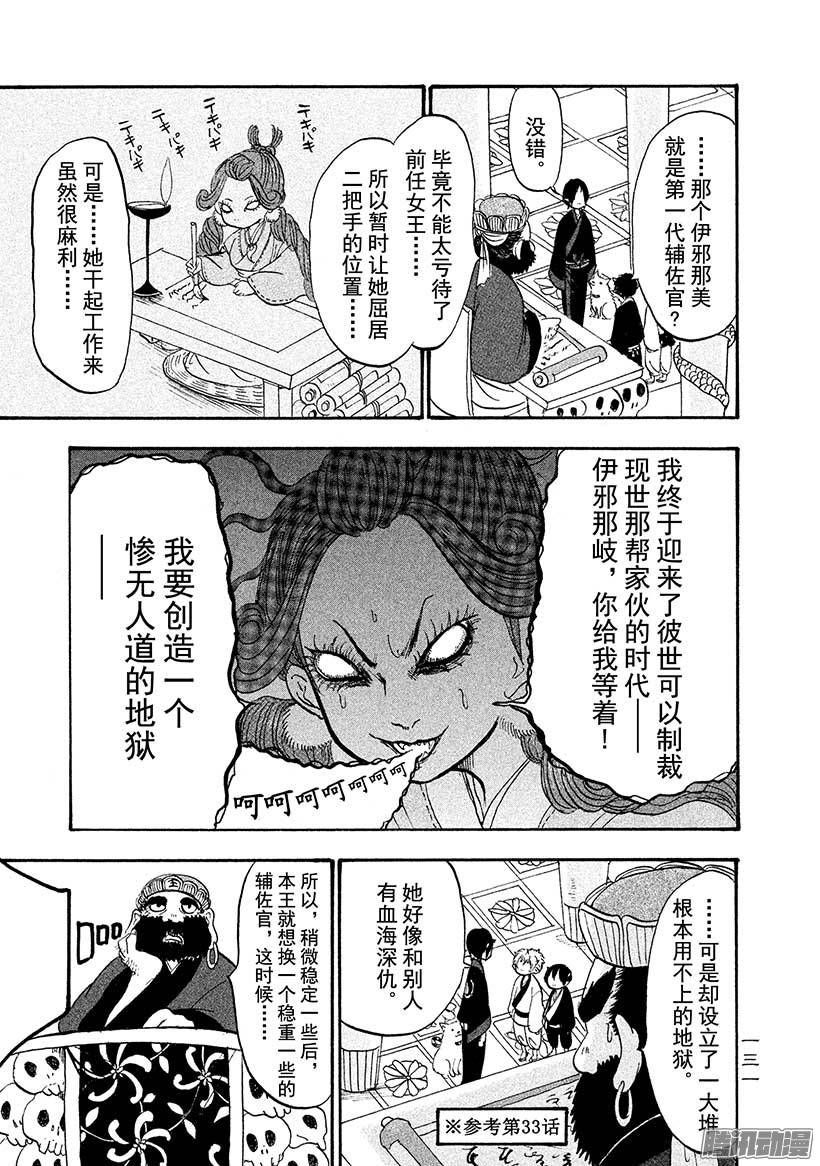 ……那个伊邪那美
就是第一代辅佐官？
没错。
毕竟不能太亏待了
前任女王……
所以暂时让她屈居
二把手的位置……
テキパキ
テキパキ
テキパキ
可是……她干起工作来
虽然很麻利……
我终于迎来了彼世可以制裁
现世那帮家伙的时代——
伊邪那岐，你给我等着！
我要创造一个
惨无人道的地狱
——
呵呵呵呵呵呵
……可是却设立了一大堆
根本用不上的地狱。
她好像和别人
有血海深仇。
※参考第33话
所以，稍微稳定一些后，
本王就想换一个稳重一些的
辅佐官，这时候……
一三一
腾讯动漫